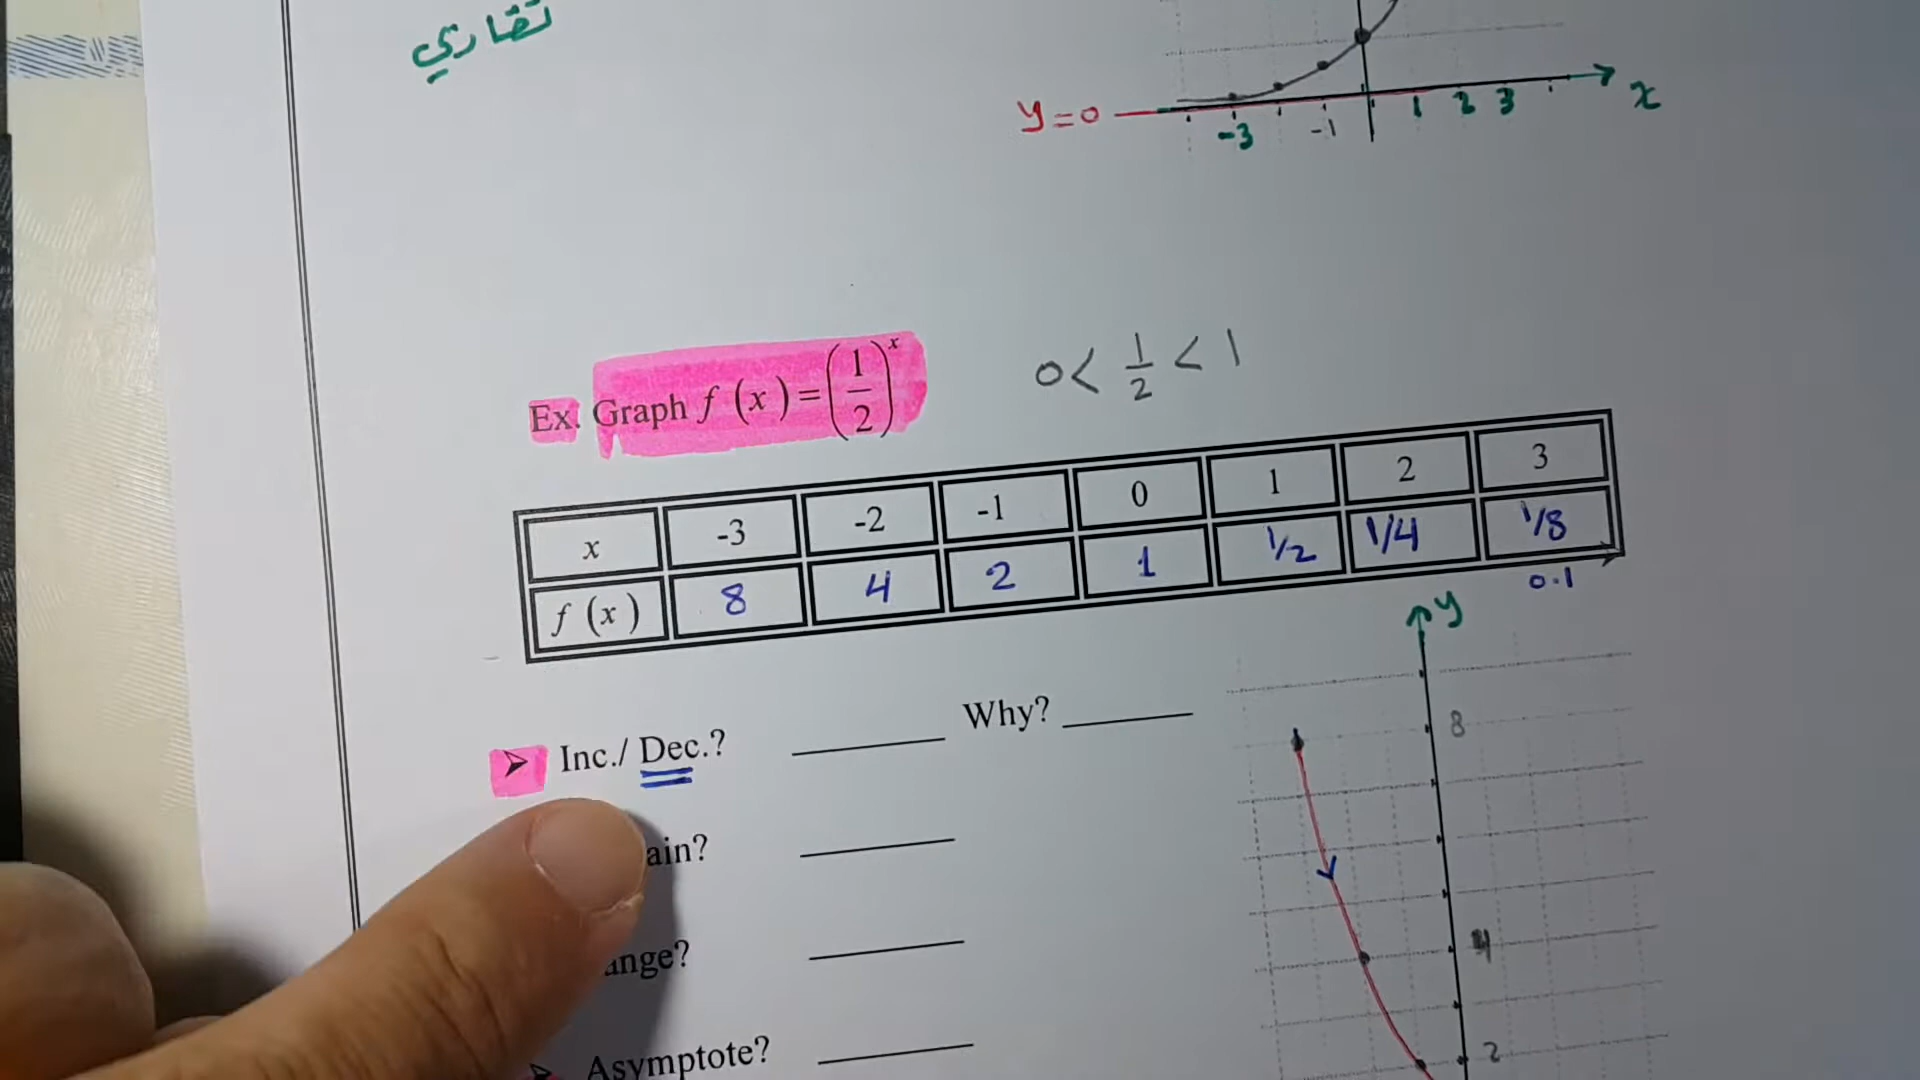 تقاربي
y=0
-3 -1 1 2 3 x
Ex. Graph f (x) = (1/2)^x 0 < 1/2 < 1
x -3 -2 -1 0 1 2 3
f (x) 8 4 2 1 1/2 1/4 1/8
0.1
y
Inc./ Dec.? Why?
8
ain?
ange?
4
Asymptote?
2